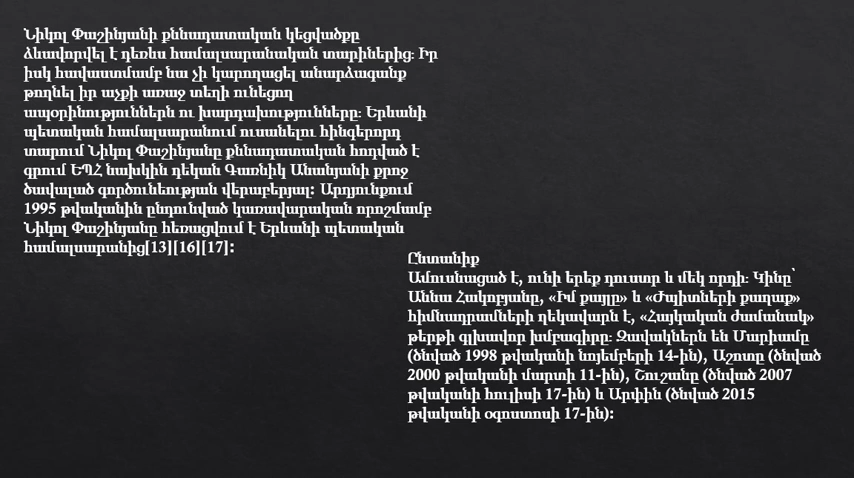 Նիկոլ Փաշինյանի քննադատական կեցվածքը
ձևավորվել է դեռևս համալսարանական տարիներից: Իր
իսկ հավաստմամբ նա չի կարողացել անարձագանք
թողնել իր աչքի առաջ տեղի ունեցող
ապօրինություններն ու խարդախությունները: Երևանի
պետական համալսարանում ուսանելու հինգերորդ
տարում Նիկոլ Փաշինյանը քննադատական հոդված է
գրում ԵՊՀ նախկին դեկան Գառնիկ Անանյանի քրոջ
ծավալած գործունեության վերաբերյալ: Արդյունքում
1995 թվականին ընդունված կառավարական որոշմամբ
Նիկոլ Փաշինյանը հեռացվում է Երևանի պետական
համալսարանից[13][16][17]:
Ընտանիք
Ամուսնացած է, ունի երեք դուստր և մեկ որդի: Կինը՝
Աննա Հակոբյանը, «Իմ քայլը» և «Ժպիտների քաղաք»
հիմնադրամների ղեկավարն է, «Հայկական ժամանակ»
թերթի գլխավոր խմբագիրը: Զավակներն են Մարիամը
(ծնված 1998 թվականի նոյեմբերի 14-ին), Աշոտը (ծնված
2000 թվականի մարտի 11-ին), Շուշանը (ծնված 2007
թվականի հուլիսի 17-ին) և Արփին (ծնված 2015
թվականի օգոստոսի 17-ին):